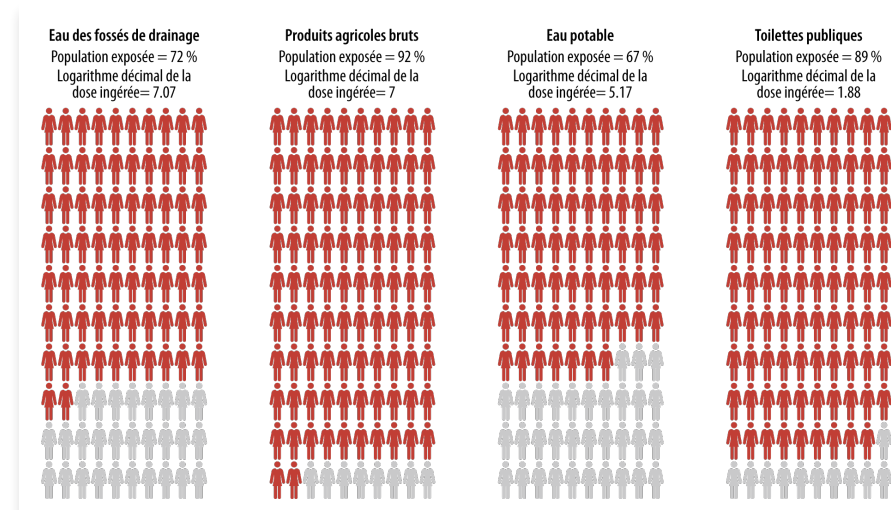 Eau des fossés de drainage
Population exposée = 72 %
Logarithme décimal de la
dose ingérée= 7.07
Produits agricoles bruts
Population exposée = 92 %
Logarithme décimal de la
dose ingérée= 7
Eau potable
Population exposée = 67 %
Logarithme décimal de la
dose ingérée= 5.17
Toilettes publiques
Population exposée = 89 %
Logarithme décimal de la
dose ingérée= 1.88